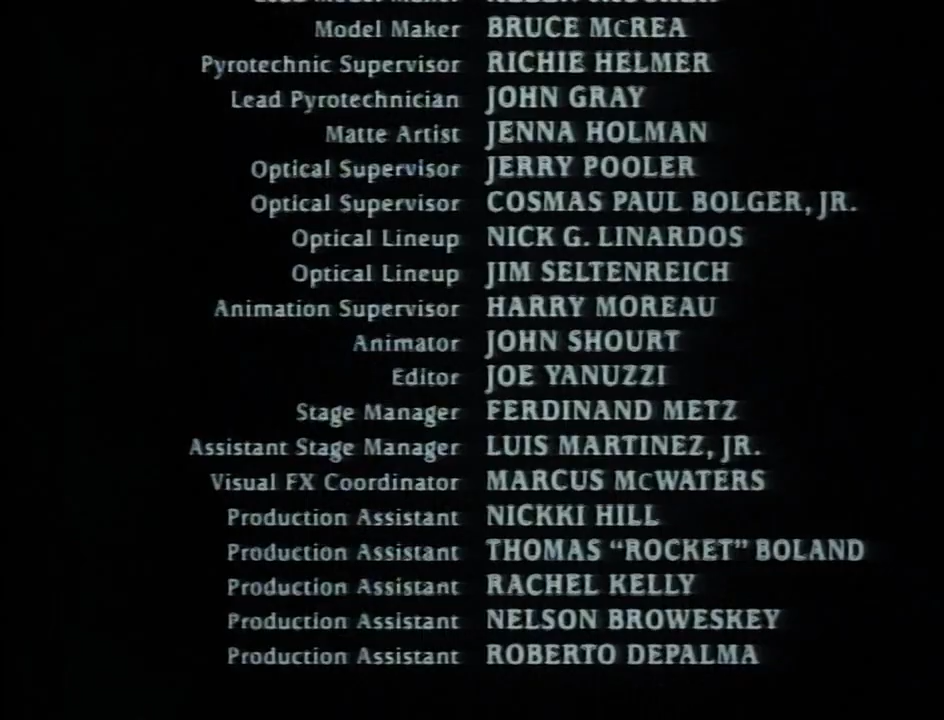 Model Maker BRUCE McREA
Pyrotechnic Supervisor RICHIE HELMER
Lead Pyrotechnician JOHN GRAY
Matte Artist JENNA HOLMAN
Optical Supervisor JERRY POOLER
Optical Supervisor COSMAS PAUL BOLGER, JR.
Optical Lineup NICK G. LINARDOS
Optical Lineup JIM SELTENREICH
Animation Supervisor HARRY MOREAU
Animator JOHN SHOURT
Editor JOE YANUZZI
Stage Manager FERDINAND METZ
Assistant Stage Manager LUIS MARTINEZ, JR.
Visual FX Coordinator MARCUS McWATERS
Production Assistant NICKKI HILL
Production Assistant THOMAS “ROCKET” BOLAND
Production Assistant RACHEL KELLY
Production Assistant NELSON BROWESKEY
Production Assistant ROBERTO DEPALMA